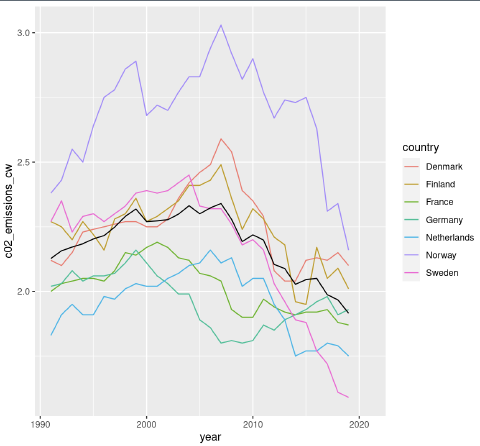 3.0
2.5
2.0
c02_emissions_cw
1990
2000
2010
2020
year
country
Denmark
Finland
France
Germany
Netherlands
Norway
Sweden